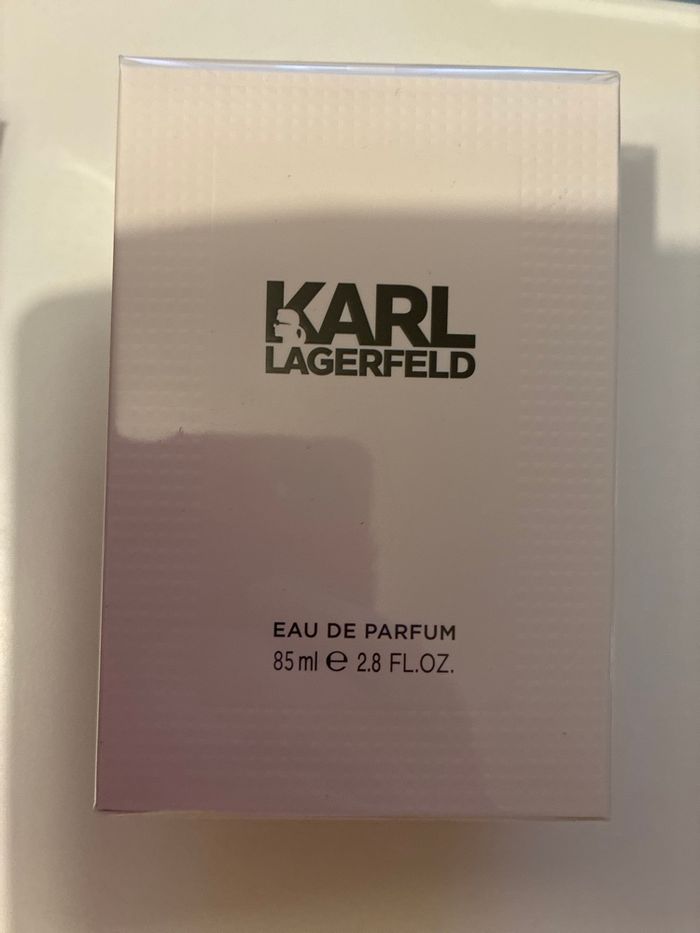 KARL
LAGERFELD
EAU DE PARFUM
85 ml ℮ 2.8 FL.OZ.